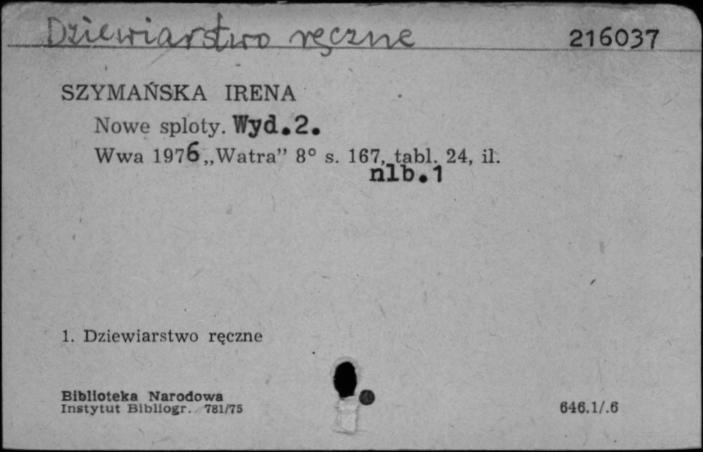 Dziewiarstwo ręczne 216037
SZYMAŃSKA IRENA
Nowe sploty. Wyd.2.
Wwa 1976 „Watra” 8° s. 167, tabl. 24, il.
nlb.1
1. Dziewiarstwo ręczne
Biblioteka Narodowa
Instytut Bibliogr. 781/75 646.1/.6